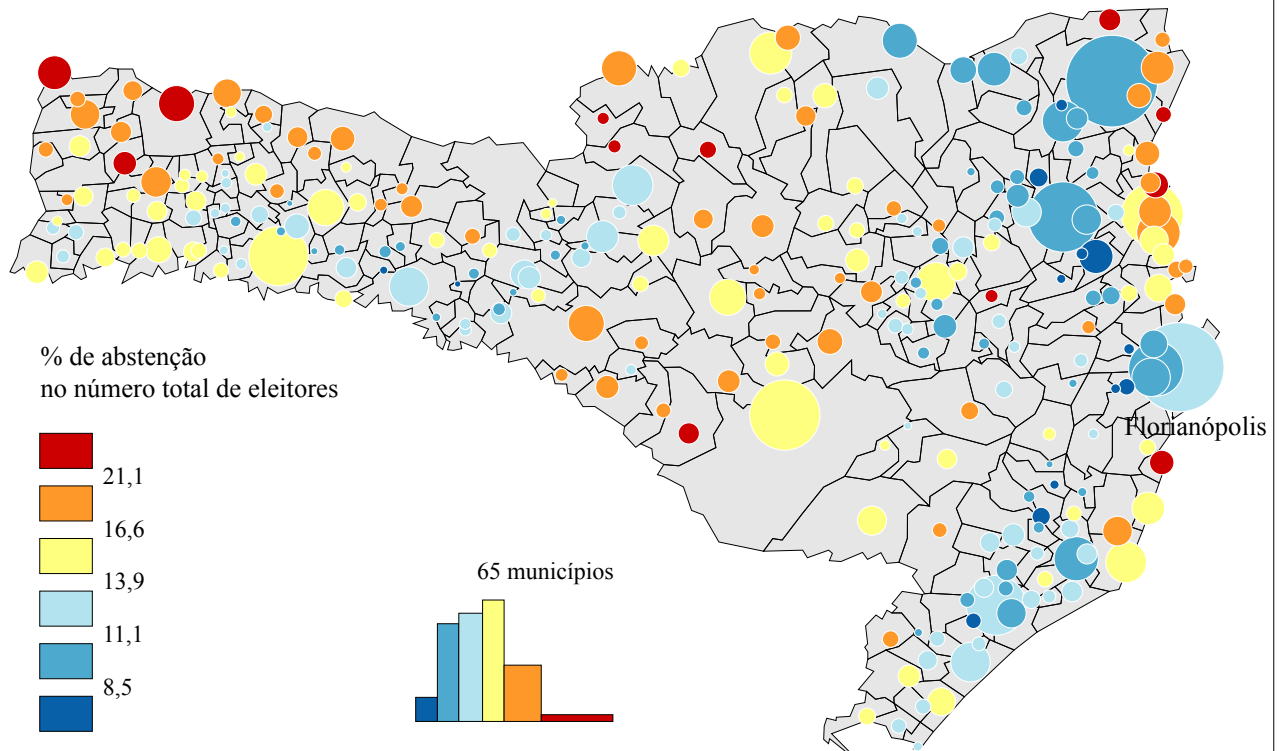 % de abstenção
no número total de eleitores
21,1
16,6
13,9
11,1
8,5
65 municípios
Florianópolis